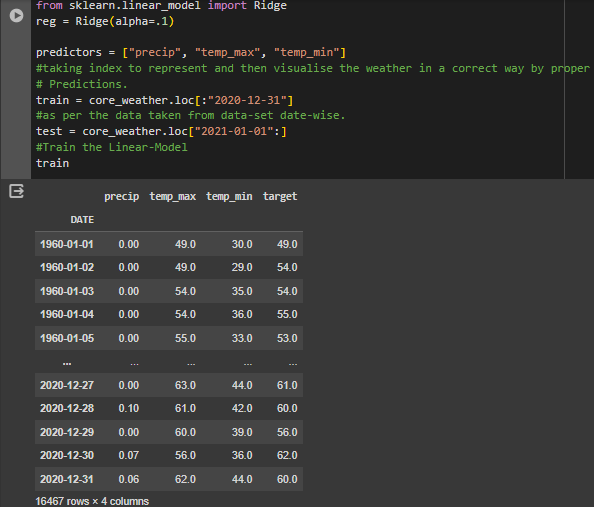 from sklearn.linear_model import Ridge
reg = Ridge(alpha=.1)
predictors = ["precip", "temp_max", "temp_min"]
#taking index to represent and then visualise the weather in a correct way by proper
# Predictions.
train = core_weather.loc[:"2020-12-31"]
#as per the data taken from data-set date-wise.
test = core_weather.loc["2021-01-01":]
#Train the Linear-Model
train
precip temp_max temp_min target
DATE
1960-01-01 0.00 49.0 30.0 49.0
1960-01-02 0.00 49.0 29.0 54.0
1960-01-03 0.00 54.0 35.0 54.0
1960-01-04 0.00 54.0 36.0 55.0
1960-01-05 0.00 55.0 33.0 53.0
... ... ... ... ...
2020-12-27 0.00 63.0 44.0 61.0
2020-12-28 0.10 61.0 42.0 60.0
2020-12-29 0.00 60.0 39.0 56.0
2020-12-30 0.07 56.0 36.0 62.0
2020-12-31 0.06 62.0 44.0 60.0
16467 rows × 4 columns